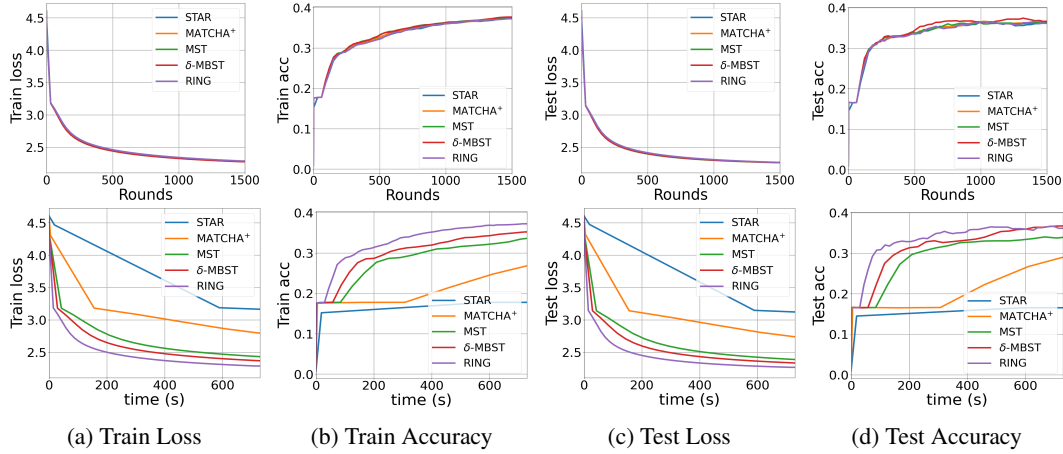 Train loss
4.5
4.0
3.5
3.0
2.5
0
500
1000
1500
Rounds
STAR
MATCHA+
MST
δ-MBST
RING
Train acc
0.4
0.3
0.2
0.1
0.0
0
500
1000
1500
Rounds
STAR
MATCHA+
MST
δ-MBST
RING
Test loss
4.5
4.0
3.5
3.0
2.5
0
500
1000
1500
Rounds
STAR
MATCHA+
MST
δ-MBST
RING
Test acc
0.4
0.3
0.2
0.1
0.0
0
500
1000
1500
Rounds
STAR
MATCHA+
MST
δ-MBST
RING
Train loss
4.5
4.0
3.5
3.0
2.5
0
200
400
600
time (s)
STAR
MATCHA+
MST
δ-MBST
RING
Train acc
0.4
0.3
0.2
0.1
0.0
0
200
400
600
time (s)
STAR
MATCHA+
MST
δ-MBST
RING
Test loss
4.5
4.0
3.5
3.0
2.5
0
200
400
600
time (s)
STAR
MATCHA+
MST
δ-MBST
RING
Test acc
0.4
0.3
0.2
0.1
0.0
0
200
400
600
time (s)
STAR
MATCHA+
MST
δ-MBST
RING
(a) Train Loss
(b) Train Accuracy
(c) Test Loss
(d) Test Accuracy